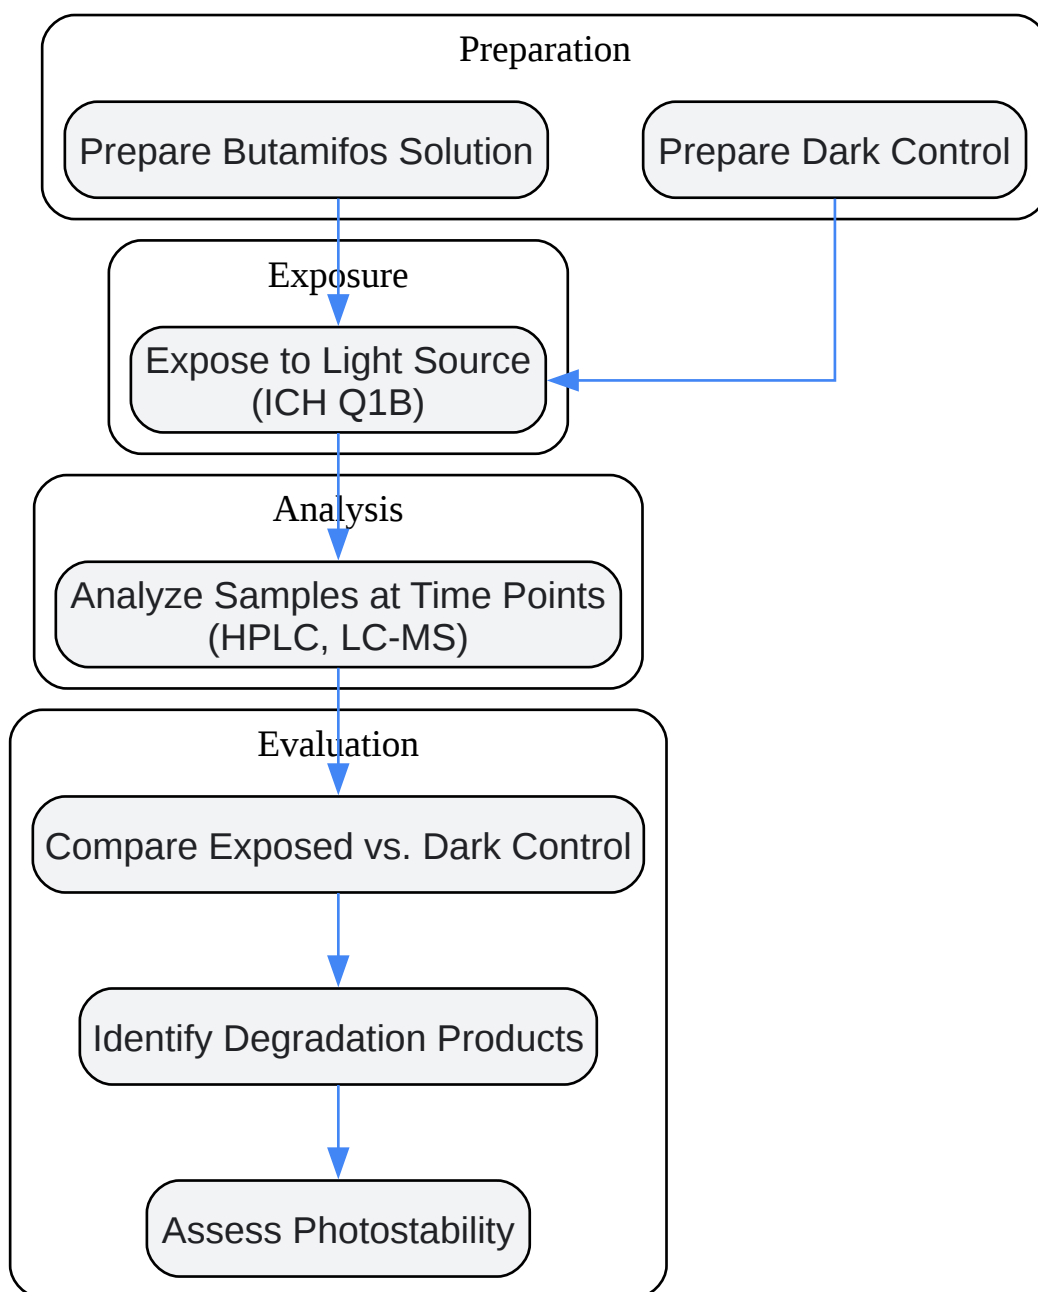 Preparation
Prepare Butamifos Solution
Prepare Dark Control
Exposure
Expose to Light Source
(ICH Q1B)
Analysis
Analyze Samples at Time Points
(HPLC, LC-MS)
Evaluation
Compare Exposed vs. Dark Control
Identify Degradation Products
Assess Photostability